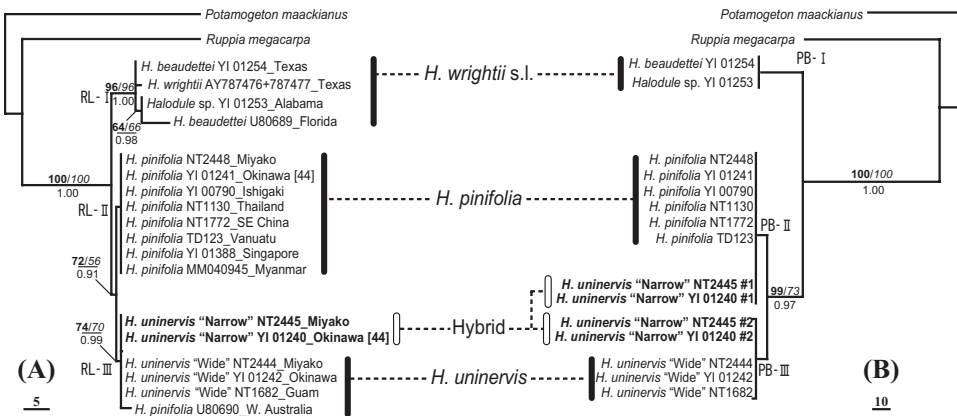 Potamogeton maackianus
Ruppia megacarpa
H. beaudettei YI 01254_Texas
H. wrightii AY787476+787477_Texas
Halodule sp. YI 01253_Alabama
H. beaudettei U80689_Florida
RL- I
96/96
1.00
64/66
0.98
100/100
1.00
RL- II
H. pinifolia NT2448_Miyako
H. pinifolia YI 01241_Okinawa [44]
H. pinifolia YI 00790_Ishigaki
H. pinifolia NT1130_Thailand
H. pinifolia NT1772_SE China
H. pinifolia TD123_Vanuatu
H. pinifolia YI 01388_Singapore
H. pinifolia MM040945_Myanmar
72/56
0.91
H. uninervis “Narrow” NT2445_Miyako
H. uninervis “Narrow” YI 01240_Okinawa [44]
74/70
0.99
RL- III
H. uninervis “Wide” NT2444_Miyako
H. uninervis “Wide” YI 01242_Okinawa
H. uninervis “Wide” NT1682_Guam
H. pinifolia U80690_W. Australia
(A)
5
H. wrightii s.l.
H. pinifolia
Hybrid
H. uninervis
Potamogeton maackianus
Ruppia megacarpa
PB- I
H. beaudettei YI 01254
Halodule sp. YI 01253
H. pinifolia NT2448
H. pinifolia YI 01241
H. pinifolia YI 00790
H. pinifolia NT1130
H. pinifolia NT1772
H. pinifolia TD123
PB- II
100/100
1.00
H. uninervis “Narrow” NT2445 #1
H. uninervis “Narrow” YI 01240 #1
99/73
0.97
H. uninervis “Narrow” NT2445 #2
H. uninervis “Narrow” YI 01240 #2
H. uninervis “Wide” NT2444
H. uninervis “Wide” YI 01242
H. uninervis “Wide” NT1682
PB- III
(B)
10